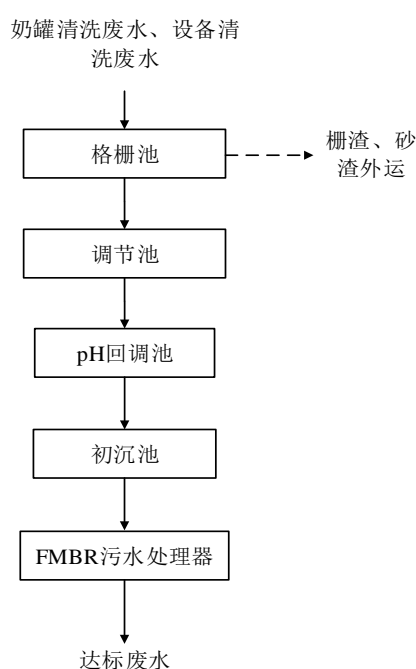 奶罐清洗废水、设备清
洗废水
格栅池
栅渣、砂
渣外运
调节池
pH回调池
初沉池
FMBR污水处理器
达标废水